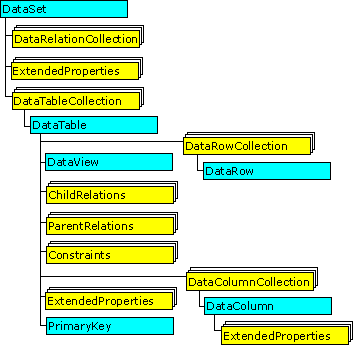 DataSet
DataRelationCollection
ExtendedProperties
DataTableCollection
DataTable
DataRowCollection
DataView
DataRow
ChildRelations
ParentRelations
Constraints
DataColumnCollection
ExtendedProperties
DataColumn
PrimaryKey
ExtendedProperties